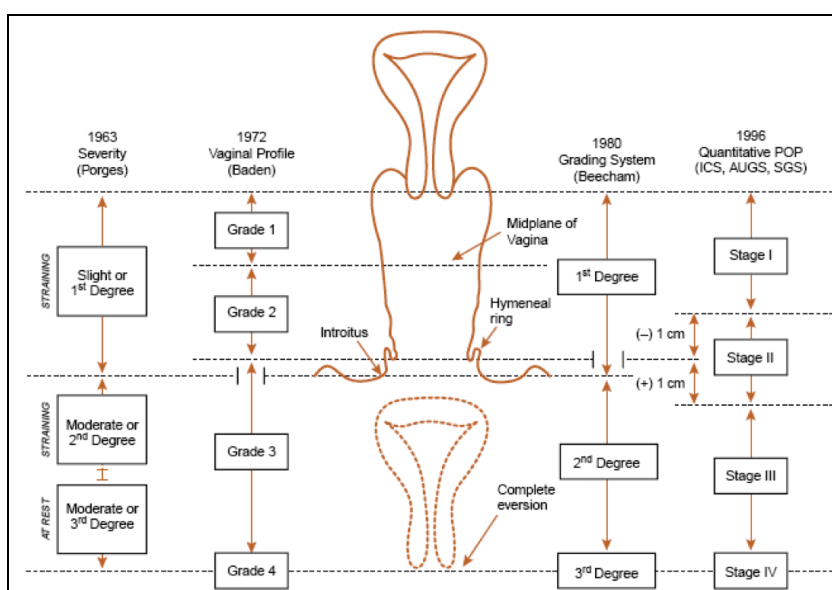 1963
Severity
(Porges)
1972
Vaginal Profile
(Baden)
1980
Grading System
(Beecham)
1996
Quantitative POP
(ICS, AUGS, SGS)
STRAINING
Slight or
1st Degree
STRAINING
Moderate or
2nd Degree
AT REST
Moderate or
3rd Degree
Grade 1
Grade 2
Grade 3
Grade 4
Midplane of
Vagina
Introitus
Hymeneal
ring
Complete
eversion
1st Degree
2nd Degree
3rd Degree
(–) 1 cm
(+) 1 cm
Stage I
Stage II
Stage III
Stage IV